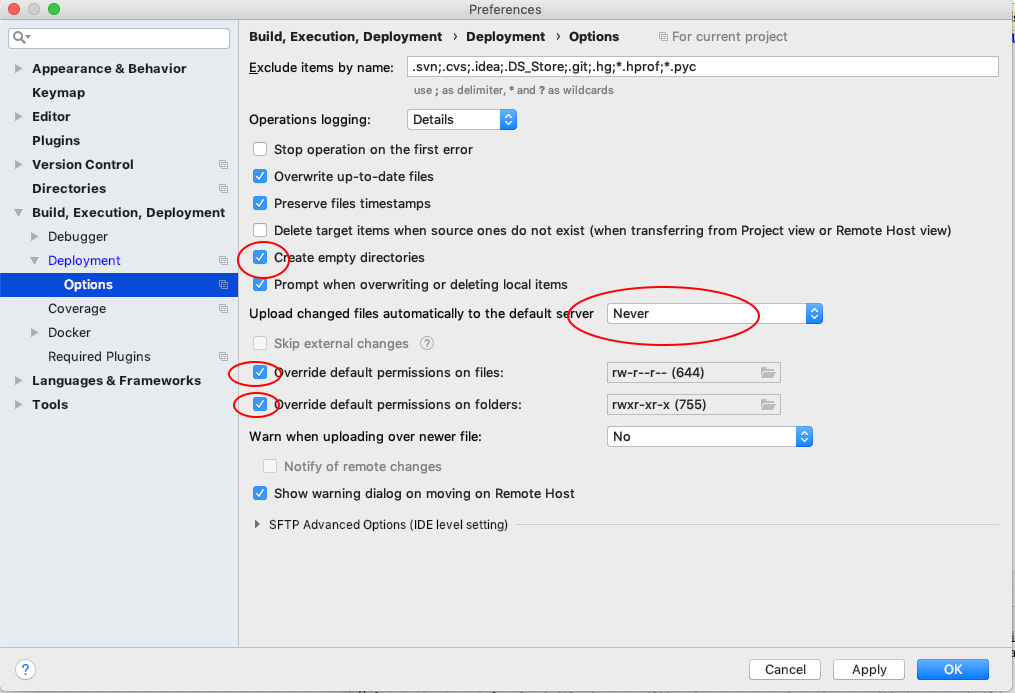 Preferences
Appearance & Behavior
Keymap
Editor
Plugins
Version Control
Directories
Build, Execution, Deployment
Debugger
Deployment
Options
Coverage
Docker
Required Plugins
Languages & Frameworks
Tools
Build, Execution, Deployment › Deployment › Options For current project
Exclude items by name: .svn;.cvs;.idea;.DS_Store;.git;.hg;*.hprof;*.pyc
use ; as delimiter, * and ? as wildcards
Operations logging: Details
Stop operation on the first error
Overwrite up-to-date files
Preserve files timestamps
Delete target items when source ones do not exist (when transferring from Project view or Remote Host view)
Create empty directories
Prompt when overwriting or deleting local items
Upload changed files automatically to the default server Never
Skip external changes ?
Override default permissions on files: rw-r--r-- (644)
Override default permissions on folders: rwxr-xr-x (755)
Warn when uploading over newer file: No
Notify of remote changes
Show warning dialog on moving on Remote Host
SFTP Advanced Options (IDE level setting)
? Cancel Apply OK